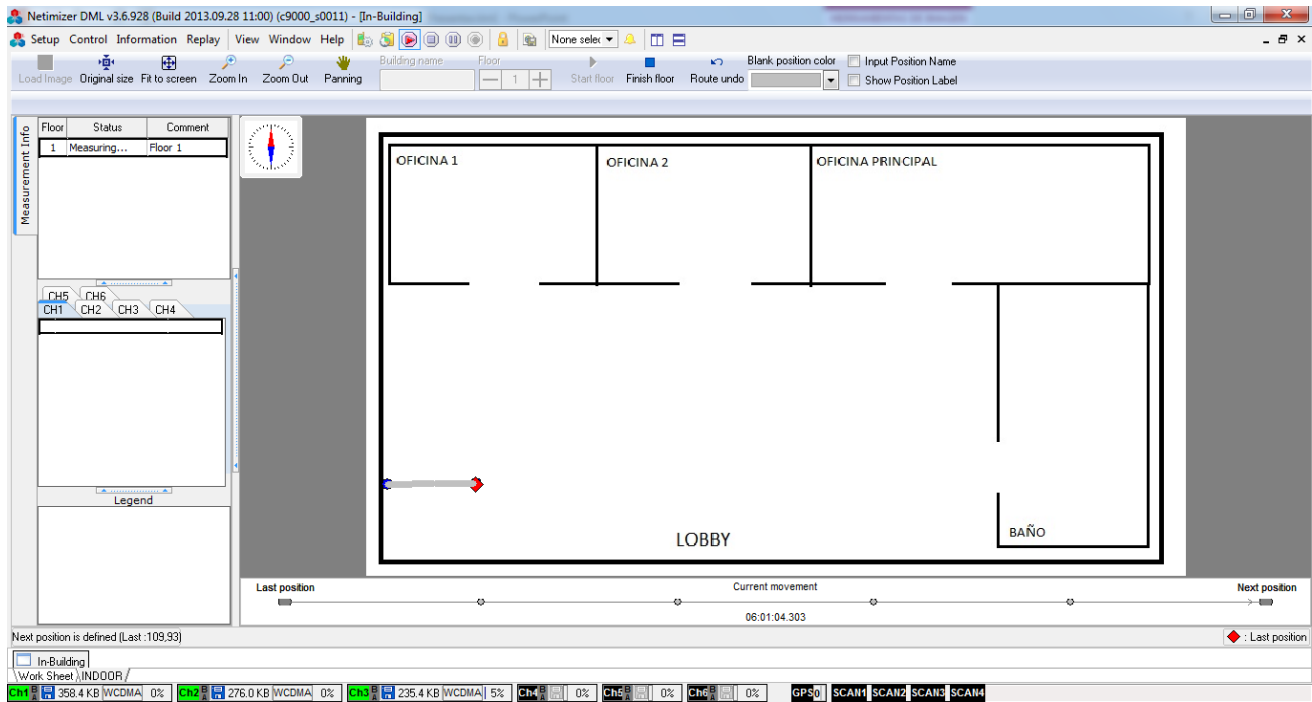 Netimizer DML v3.6.928 (Build 2013.09.28 11:00) (c9000_s0011) - [In-Building]
Setup Control Information Replay View Window Help None selec
Load Image Original size Fit to screen Zoom In Zoom Out Panning Building name Floor 1 Start floor Finish floor Route undo Blank position color Input Position Name
Show Position Label
Measurement Info
Floor Status Comment
1 Measuring... Floor 1
CH5 CH6
CH1 CH2 CH3 CH4
Legend
OFICINA 1 OFICINA 2 OFICINA PRINCIPAL
LOBBY
BAÑO
Last position Current movement Next position
06:01:04.303
Next position is defined (Last :109,93) : Last position
In-Building
Work Sheet INDOOR
Ch1 B A 358.4 KB WCDMA 0% Ch2 B A 276.0 KB WCDMA 0% Ch3 B A 235.4 KB WCDMA 5% Ch4 B A 0% Ch5 B A 0% Ch6 B A 0% GPS0 SCAN1 SCAN2 SCAN3 SCAN4